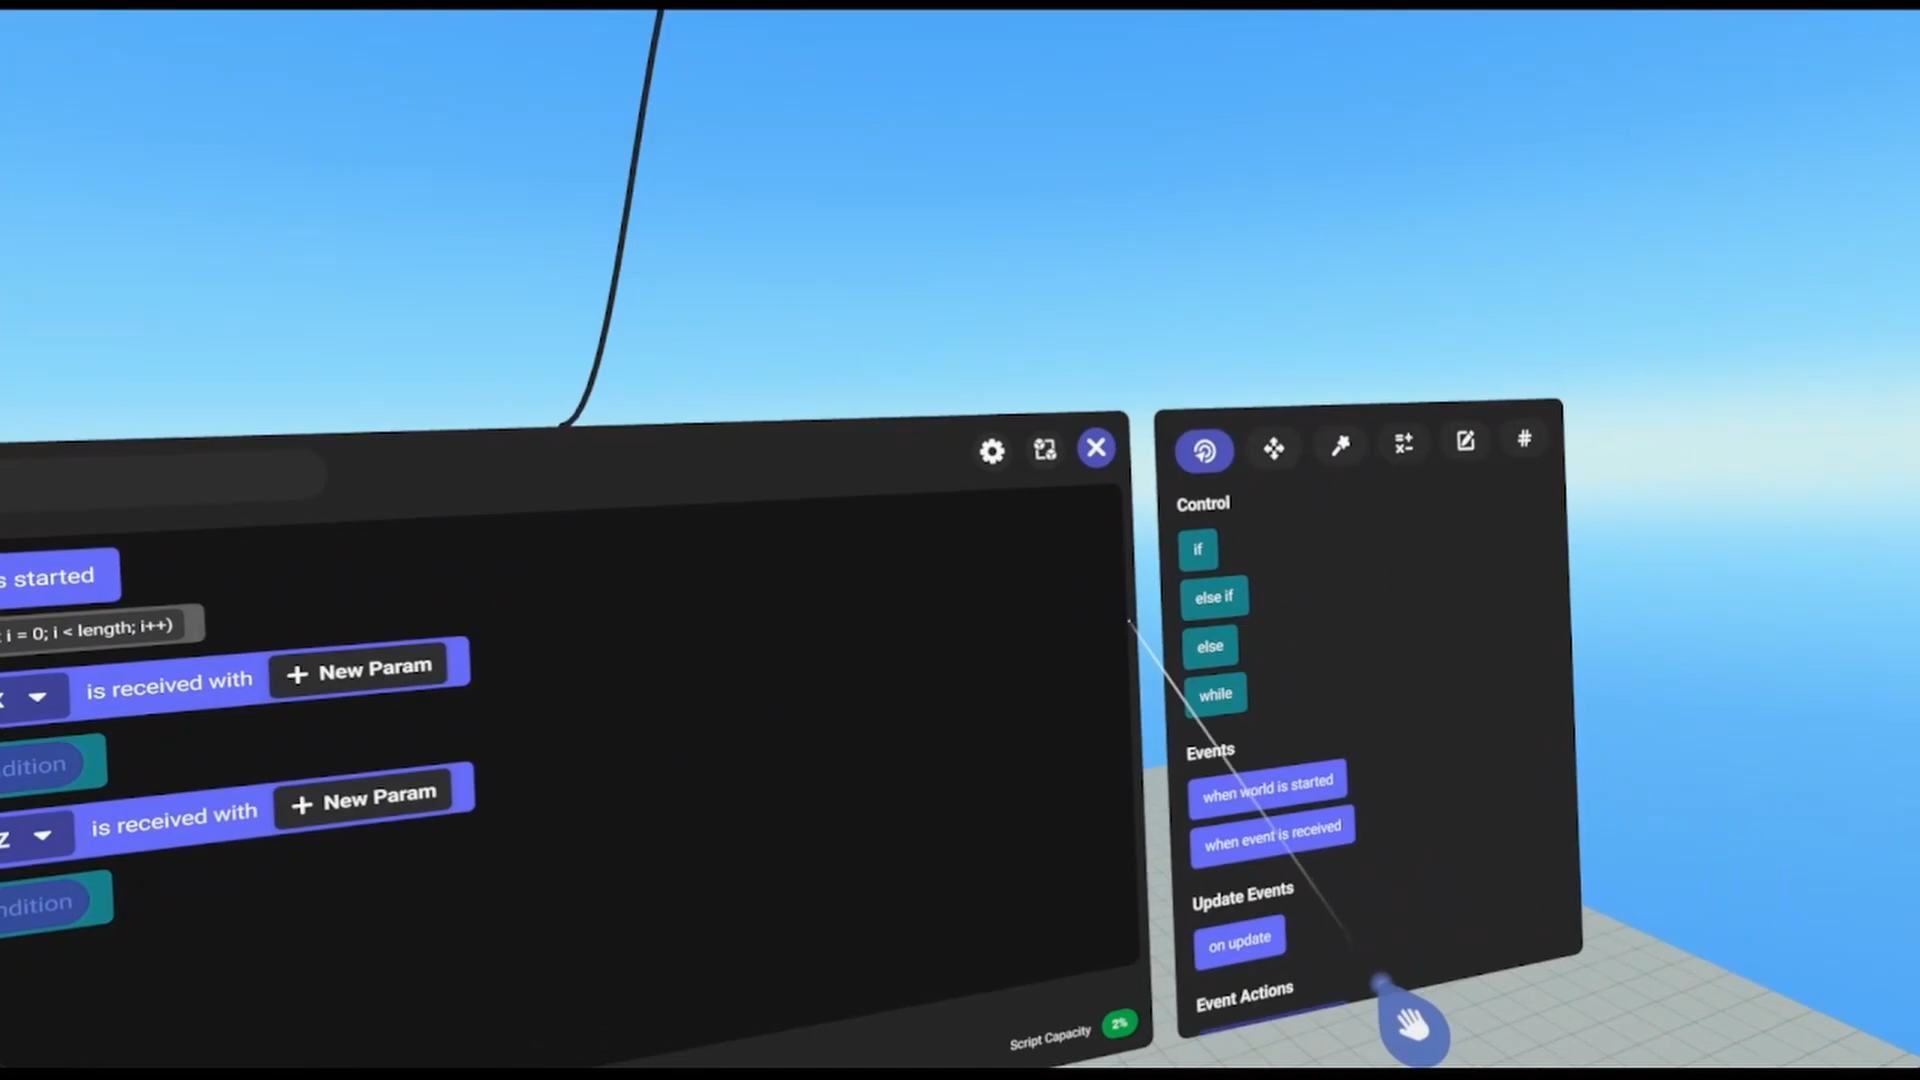 s started
i = 0; i < length; i++)
is received with + New Param
dition
Z is received with + New Param
ndition
Script Capacity 2%
#
Control
if
else if
else
while
Events
when world is started
when event is received
Update Events
on update
Event Actions